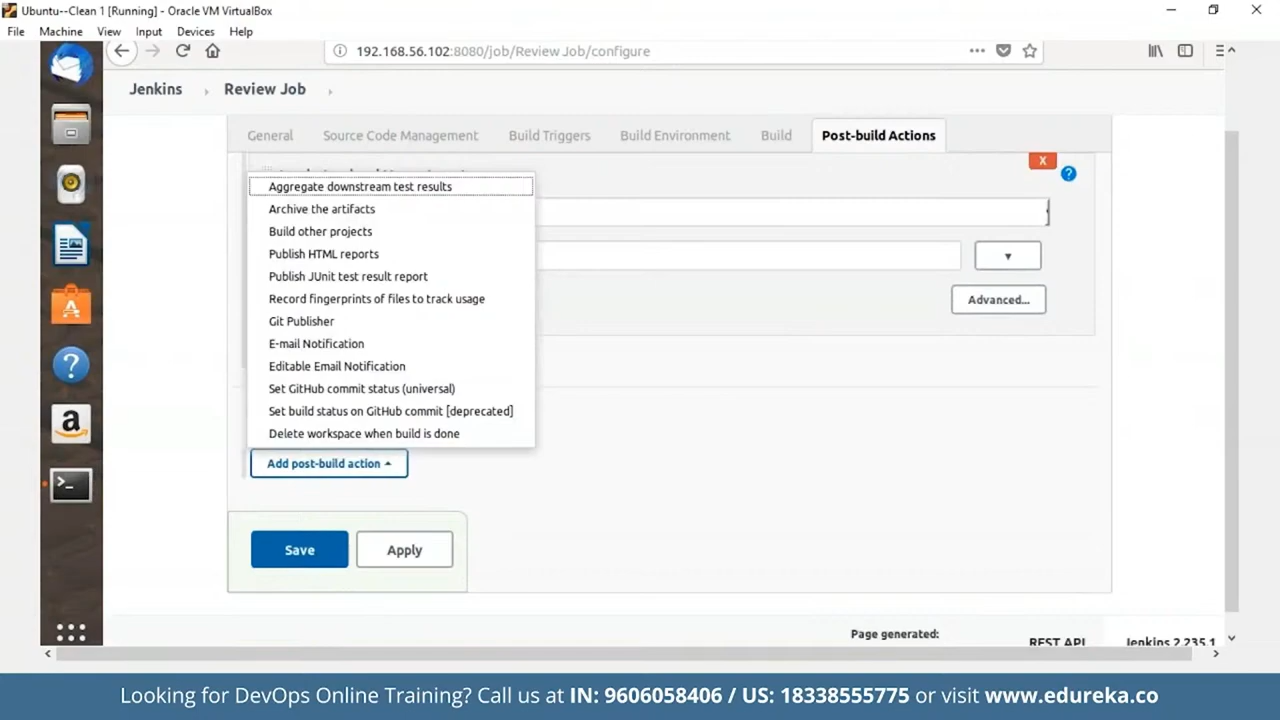 Ubuntu--Clean 1 [Running] - Oracle VM VirtualBox
File Machine View Input Devices Help
192.168.56.102:8080/job/Review Job/configure
Jenkins Review Job
General Source Code Management Build Triggers Build Environment Build Post-build Actions
X
?
Aggregate downstream test results
Archive the artifacts
Build other projects
Publish HTML reports
Publish JUnit test result report
Advanced...
Record fingerprints of files to track usage
Git Publisher
E-mail Notification
Editable Email Notification
Set GitHub commit status (universal)
Set build status on GitHub commit [deprecated]
Delete workspace when build is done
Add post-build action
Save Apply
Page generated:
REST API Jenkins 2.235.1
Looking for DevOps Online Training? Call us at IN: 9606058406 / US: 18338555775 or visit www.edureka.co